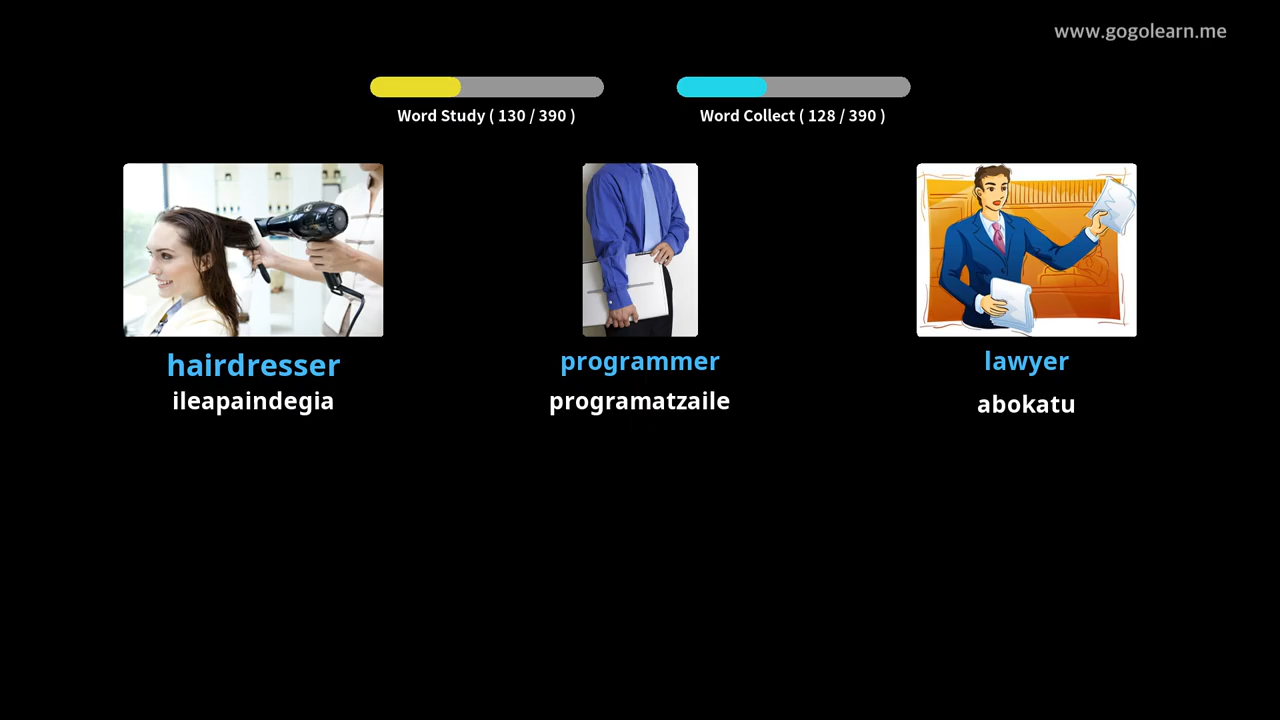 www.gogolearn.me
Word Study ( 130 / 390 )
Word Collect ( 128 / 390 )
hairdresser
ileapaindegia
programmer
programatzaile
lawyer
abokatu